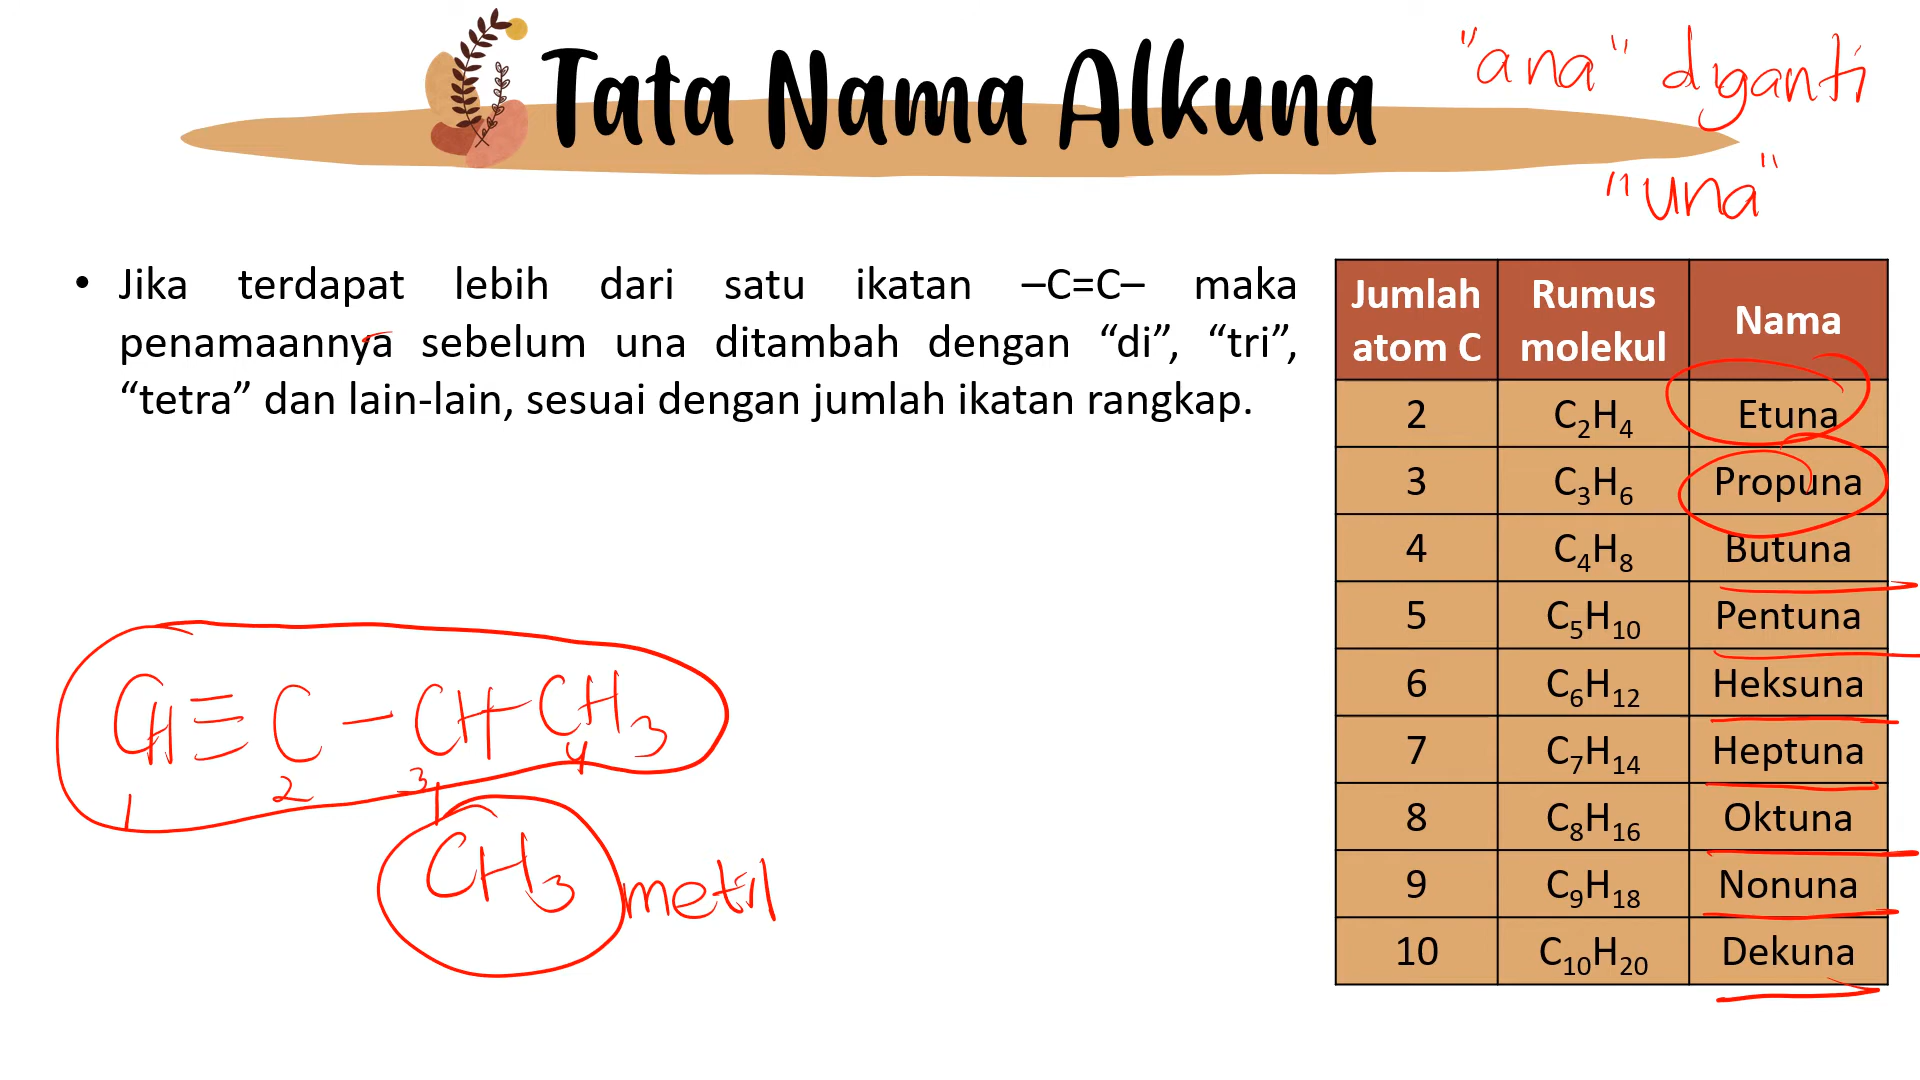 Tata Nama Alkuna
"ana" diganti
"una"
• Jika terdapat lebih dari satu ikatan –C=C– maka
penamaannya sebelum una ditambah dengan “di”, “tri”,
“tetra” dan lain-lain, sesuai dengan jumlah ikatan rangkap.
Jumlah atom C | Rumus molekul | Nama
2 | C₂H₄ | Etuna
3 | C₃H₆ | Propuna
4 | C₄H₈ | Butuna
5 | C₅H₁₀ | Pentuna
6 | C₆H₁₂ | Heksuna
7 | C₇H₁₄ | Heptuna
8 | C₈H₁₆ | Oktuna
9 | C₉H₁₈ | Nonuna
10 | C₁₀H₂₀ | Dekuna
CH≡C–CH–CH₃
1 2 3 4
CH₃ metil